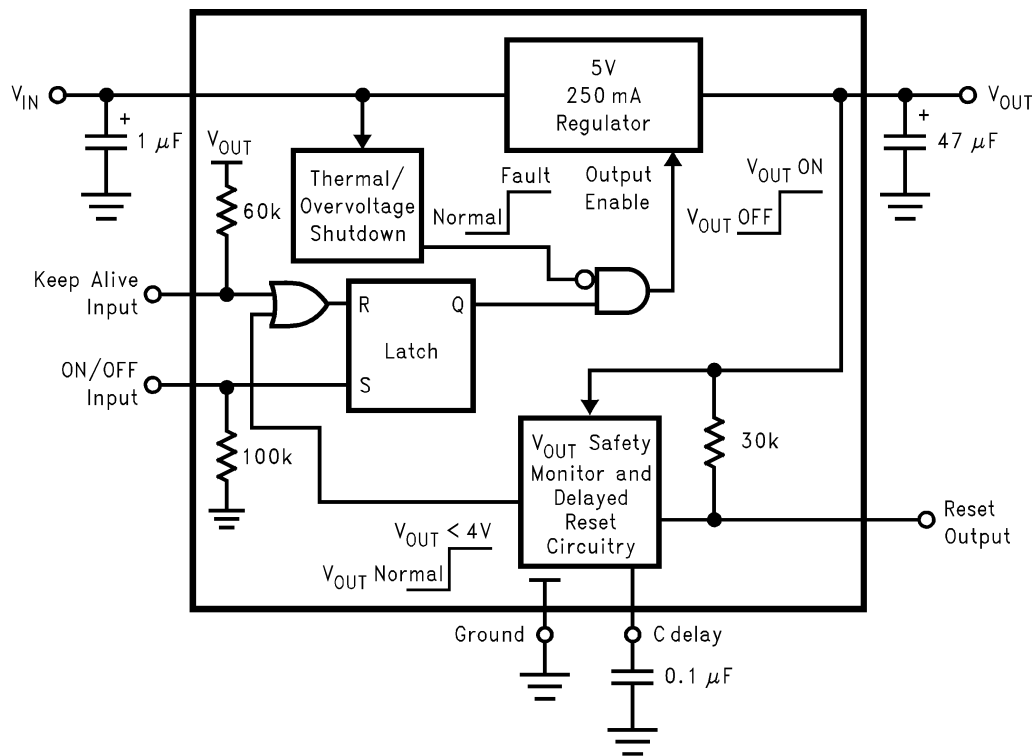 5V
250 mA
Regulator
V_IN
V_OUT
1 μF
47 μF
V_OUT
60k
Thermal/
Overvoltage
Shutdown
Fault
Normal
Output
Enable
V_OUT ON
V_OUT OFF
Keep Alive
Input
R
Q
Latch
S
ON/OFF
Input
100k
V_OUT Safety
Monitor and
Delayed
Reset
Circuitry
30k
Reset
Output
V_OUT < 4V
V_OUT Normal
Ground
C delay
0.1 μF
+
+